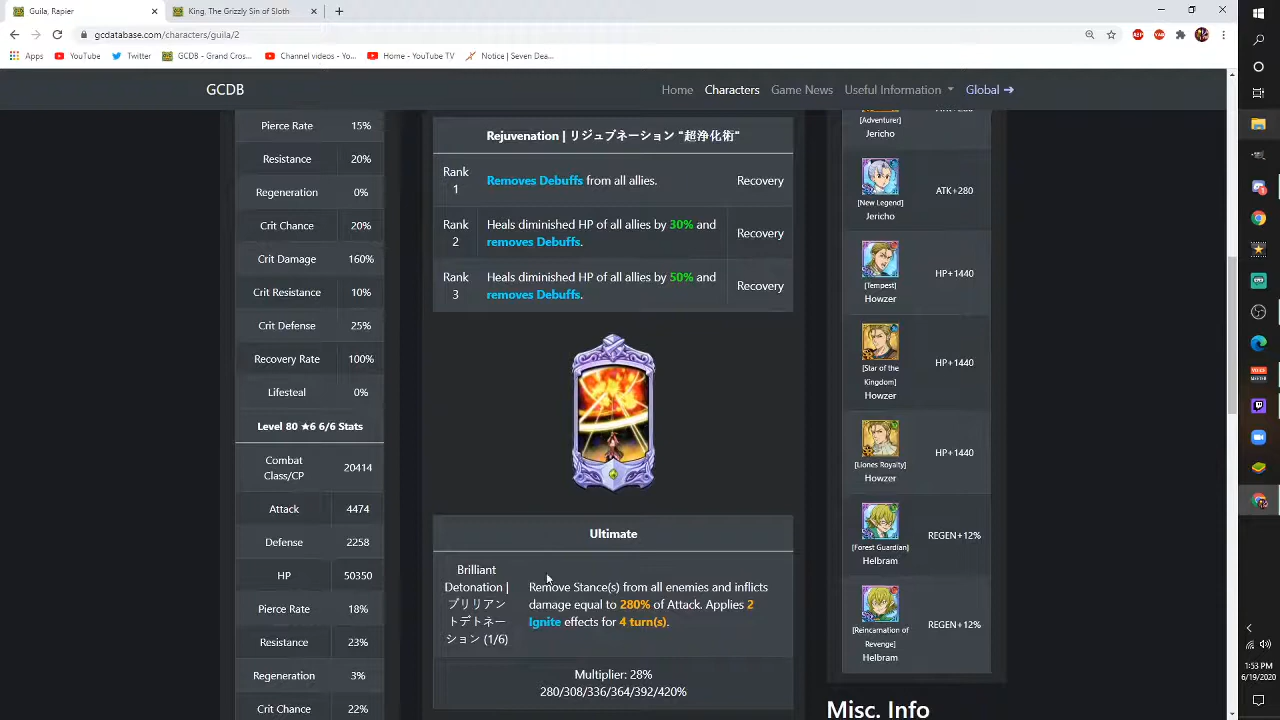 Guila, Rapier
King, The Grizzly Sin of Sloth
gcdatabase.com/characters/guila/2
Apps
YouTube
Twitter
GCDB - Grand Cros...
Channel videos - Yo...
Home - YouTube TV
Notice | Seven Dea...
GCDB
Home
Characters
Game News
Useful Information
Global
Pierce Rate 15%
Resistance 20%
Regeneration 0%
Crit Chance 20%
Crit Damage 160%
Crit Resistance 10%
Crit Defense 25%
Recovery Rate 100%
Lifesteal 0%
Level 80 ★6 6/6 Stats
Combat
Class/CP
20414
Attack 4474
Defense 2258
HP 50350
Pierce Rate 18%
Resistance 23%
Regeneration 3%
Crit Chance 22%
Rejuvenation | リジュブネーション "超浄化術"
Rank
1
Removes Debuffs from all allies.
Recovery
Rank
2
Heals diminished HP of all allies by 30% and
removes Debuffs.
Recovery
Rank
3
Heals diminished HP of all allies by 50% and
removes Debuffs.
Recovery
Ultimate
Brilliant
Detonation |
ブリリアン
トデトネー
ション (1/6)
Remove Stance(s) from all enemies and inflicts
damage equal to 280% of Attack. Applies 2
Ignite effects for 4 turn(s).
Multiplier: 28%
280/308/336/364/392/420%
[Adventurer]
Jericho
[New Legend]
Jericho
ATK+280
[Tempest]
Howzer
HP+1440
[Star of the
Kingdom]
Howzer
HP+1440
[Liones Royalty]
Howzer
HP+1440
[Forest Guardian]
Helbram
REGEN+12%
[Reincarnation of
Revenge]
Helbram
REGEN+12%
Misc. Info
1:53 PM
6/19/2020